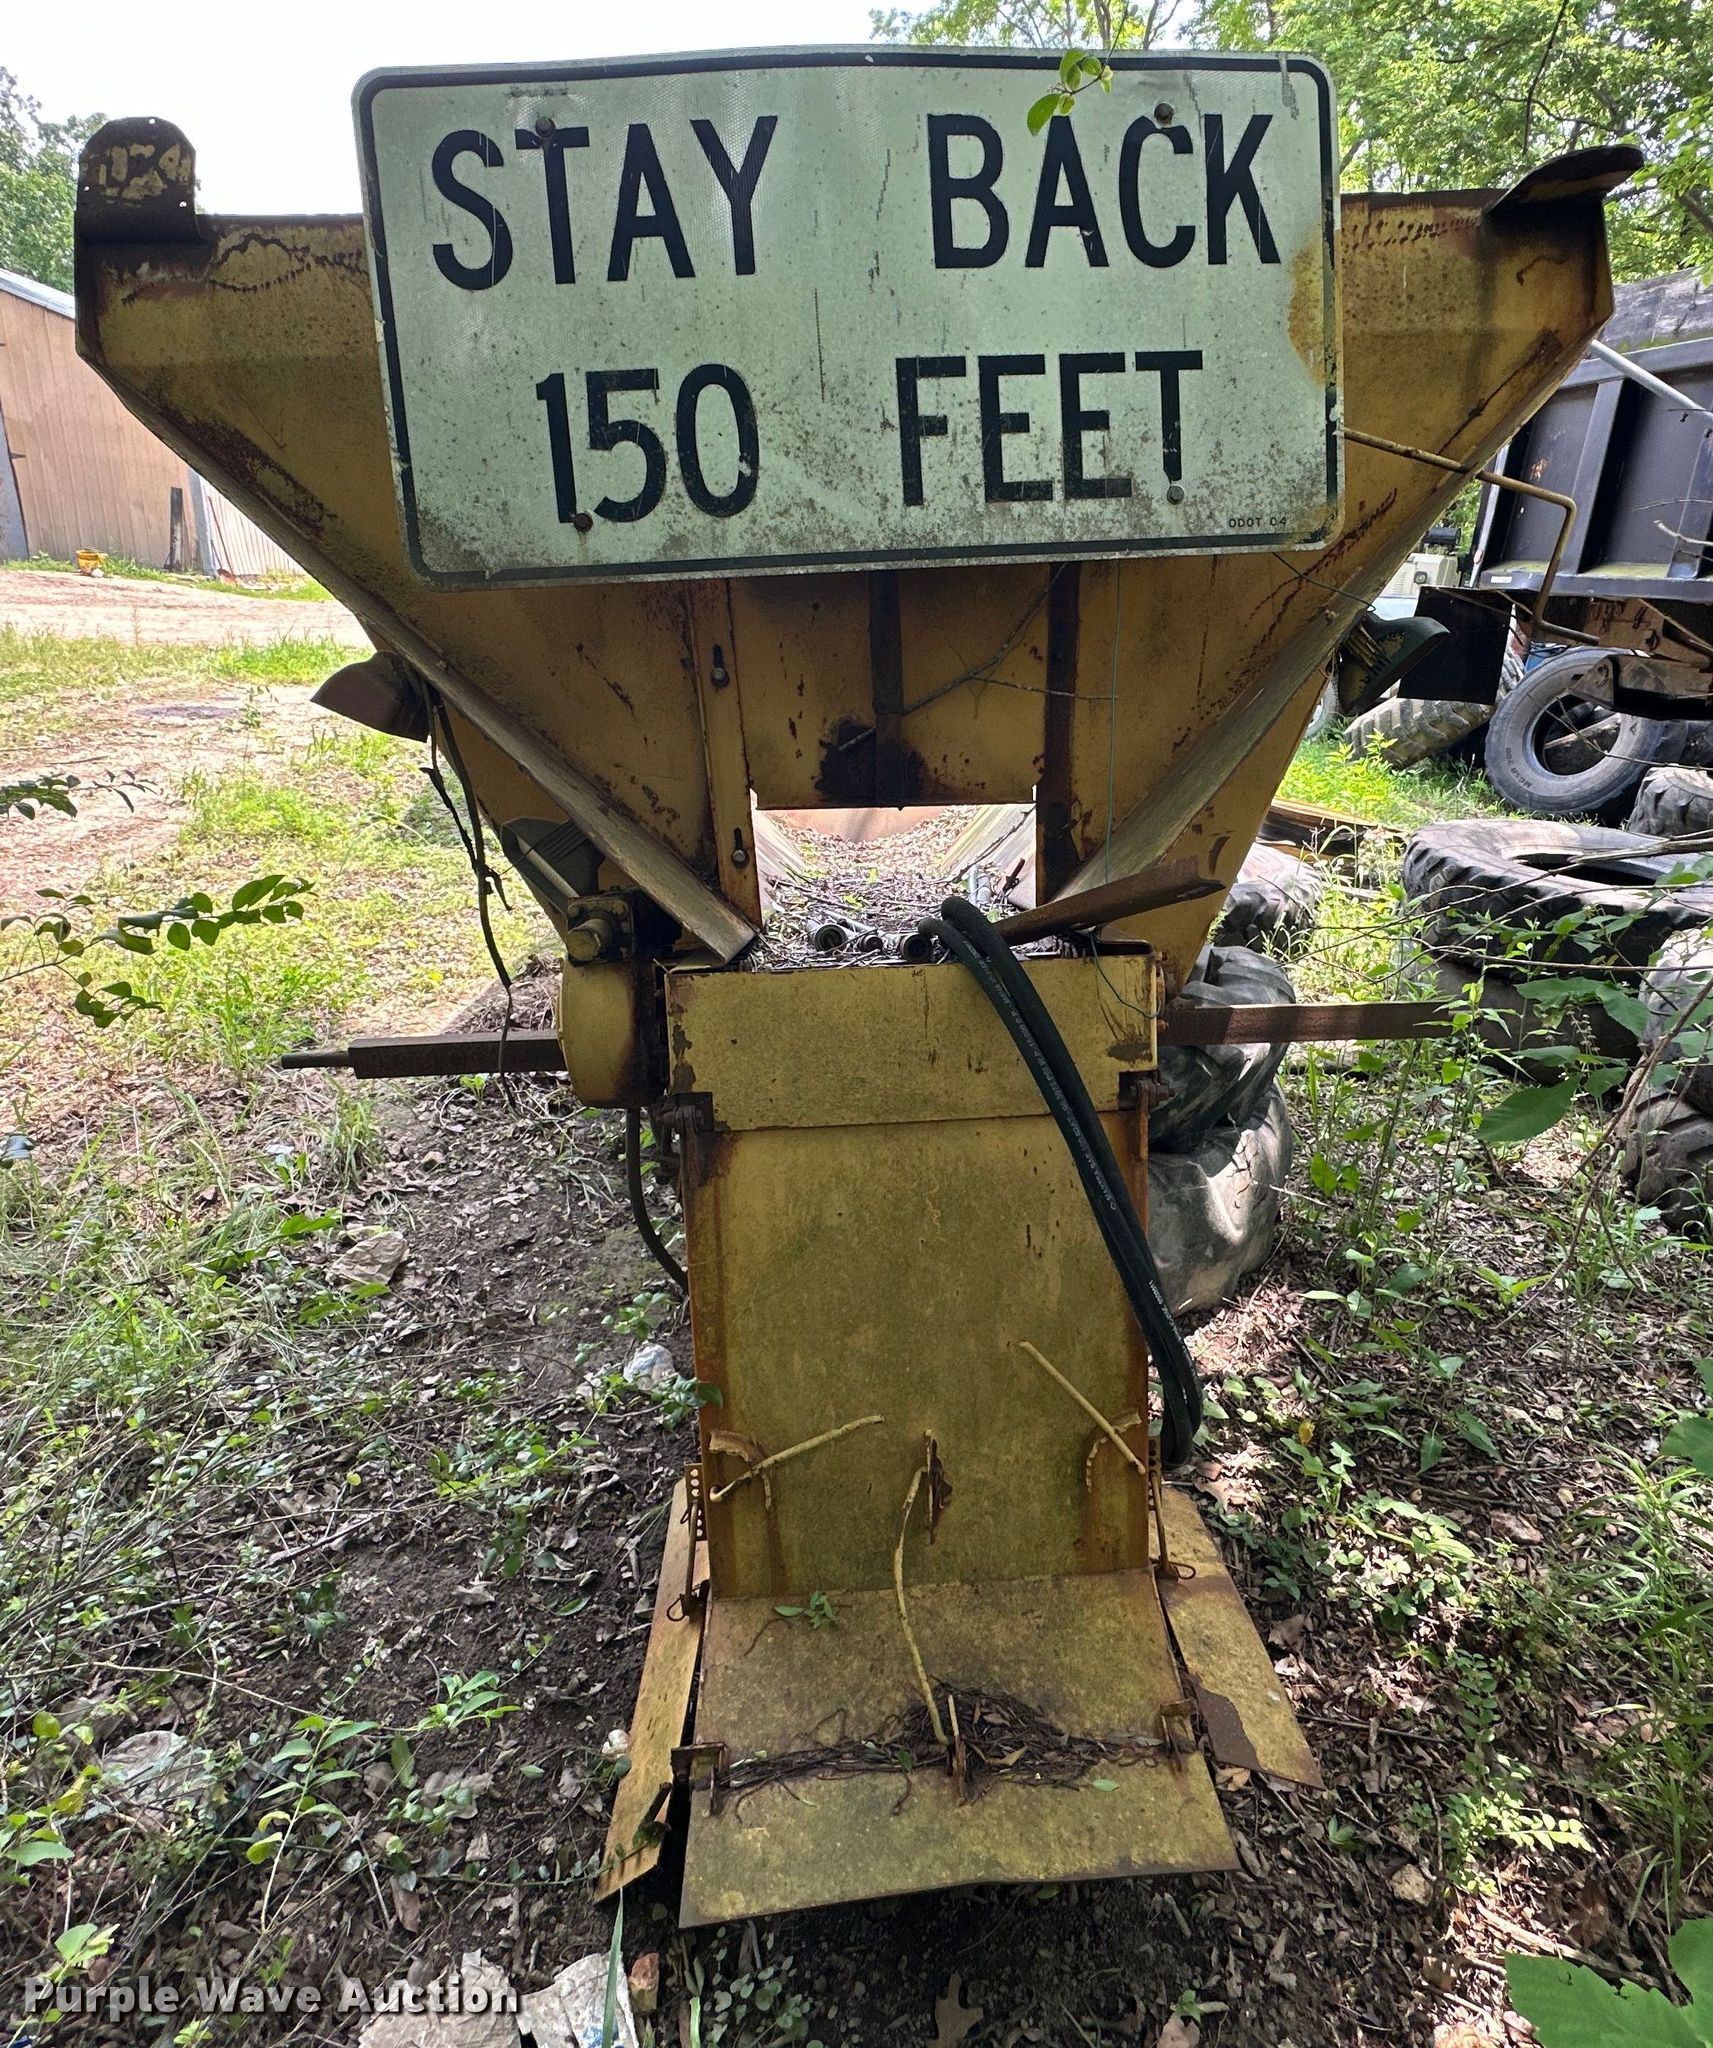 STAY BACK
150 FEET
ODOT 04
Purple Wave Auction